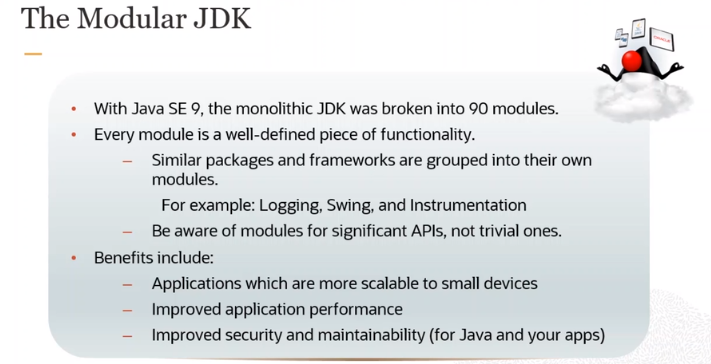 The Modular JDK
• With Java SE 9, the monolithic JDK was broken into 90 modules.
• Every module is a well-defined piece of functionality.
– Similar packages and frameworks are grouped into their own
modules.
For example: Logging, Swing, and Instrumentation
– Be aware of modules for significant APIs, not trivial ones.
• Benefits include:
– Applications which are more scalable to small devices
– Improved application performance
– Improved security and maintainability (for Java and your apps)